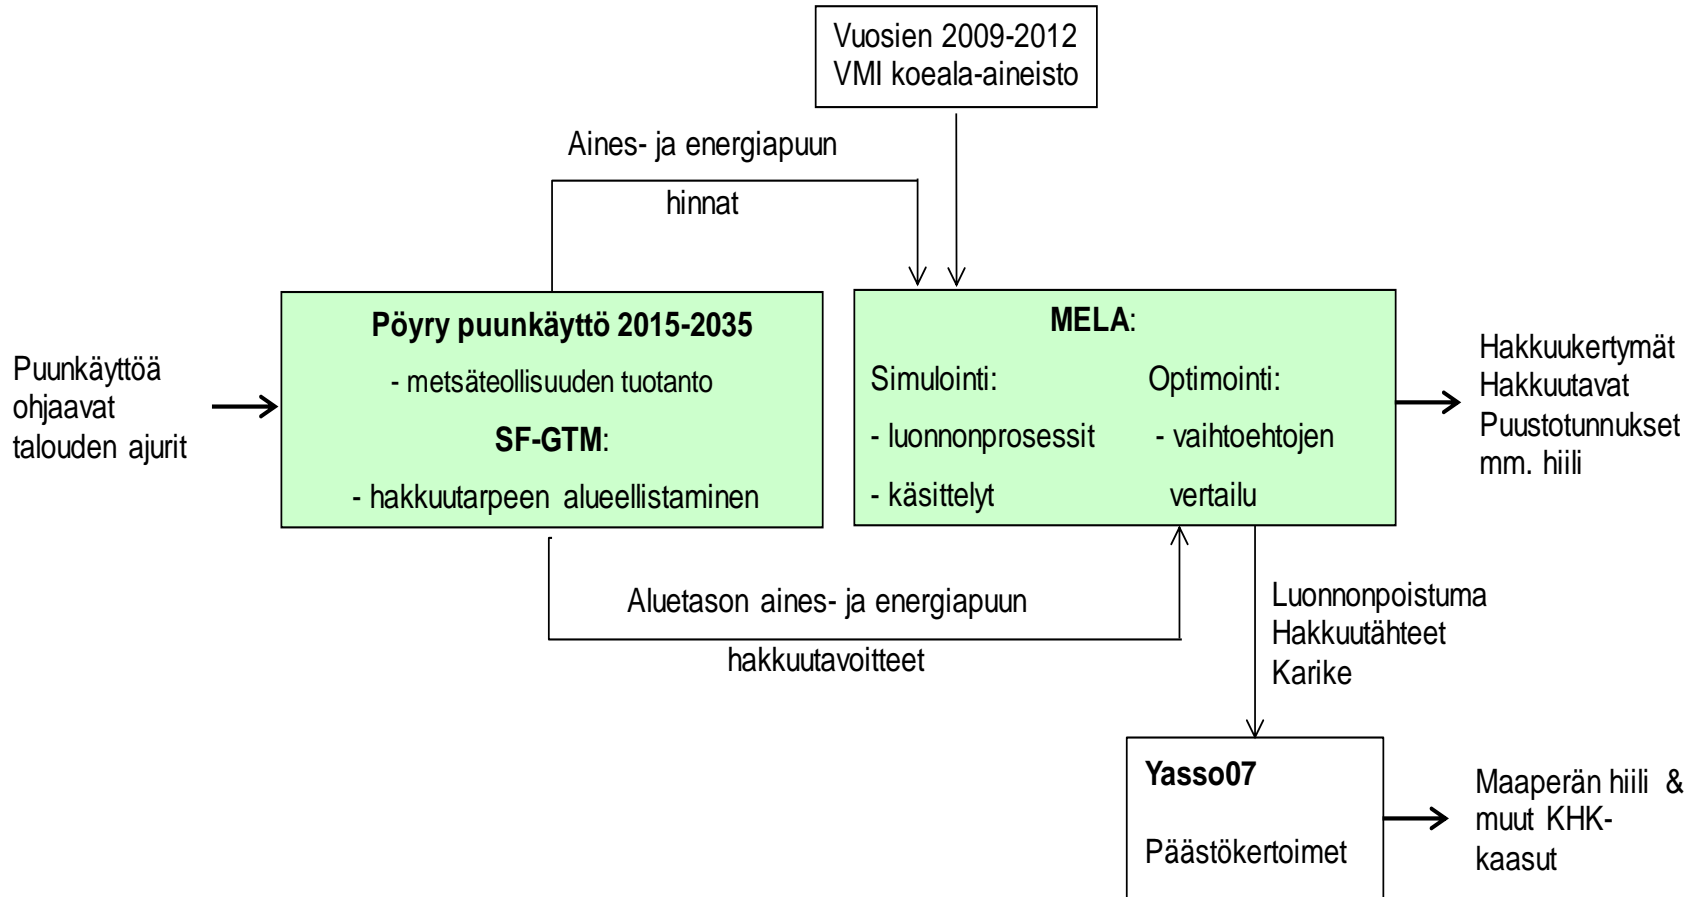 Vuosien 2009-2012
VMI koeala-aineisto
Aines- ja energiapuun
hinnat
Puunkäyttöä
ohjaavat
talouden ajurit
Pöyry puunkäyttö 2015-2035
- metsäteollisuuden tuotanto
SF-GTM:
- hakkuutarpeen alueellistaminen
MELA:
Simulointi:
- luonnonprosessit
- käsittelyt
Optimointi:
- vaihtoehtojen
vertailu
Hakkuukertymät
Hakkuutavat
Puustotunnukset
mm. hiili
Aluetason aines- ja energiapuun
hakkuutavoitteet
Luonnonpoistuma
Hakkuutähteet
Karike
Yasso07
Päästökertoimet
Maaperän hiili &
muut KHK-
kaasut